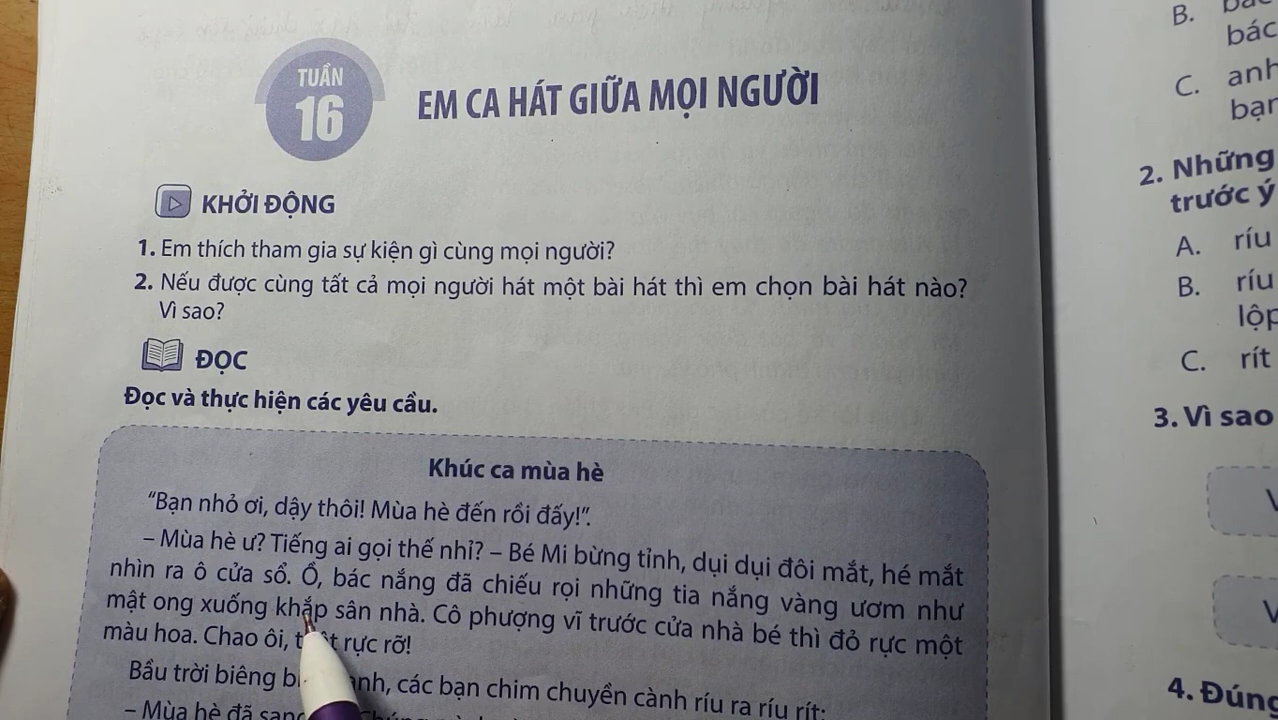 TUẦN
16
EM CA HÁT GIỮA MỌI NGƯỜI
KHỞI ĐỘNG
1. Em thích tham gia sự kiện gì cùng mọi người?
2. Nếu được cùng tất cả mọi người hát một bài hát thì em chọn bài hát nào?
Vì sao?
ĐỌC
Đọc và thực hiện các yêu cầu.
Khúc ca mùa hè
“Bạn nhỏ ơi, dậy thôi! Mùa hè đến rồi đấy!”.
– Mùa hè ư? Tiếng ai gọi thế nhỉ? – Bé Mi bừng tỉnh, dụi dụi đôi mắt, hé mắt
nhìn ra ô cửa sổ. Ồ, bác nắng đã chiếu rọi những tia nắng vàng ươm như
mật ong xuống khắp sân nhà. Cô phượng vĩ trước cửa nhà bé thì đỏ rực một
màu hoa. Chao ôi, rực rỡ!
Bầu trời biêng các bạn chim chuyền cành ríu ra ríu rít:
– Mùa hè đã
B.
bác
C. anh
bạn
2. Những
trước ý
A. ríu
B. ríu
lộp
C. rít
3. Vì sao
4. Đúng